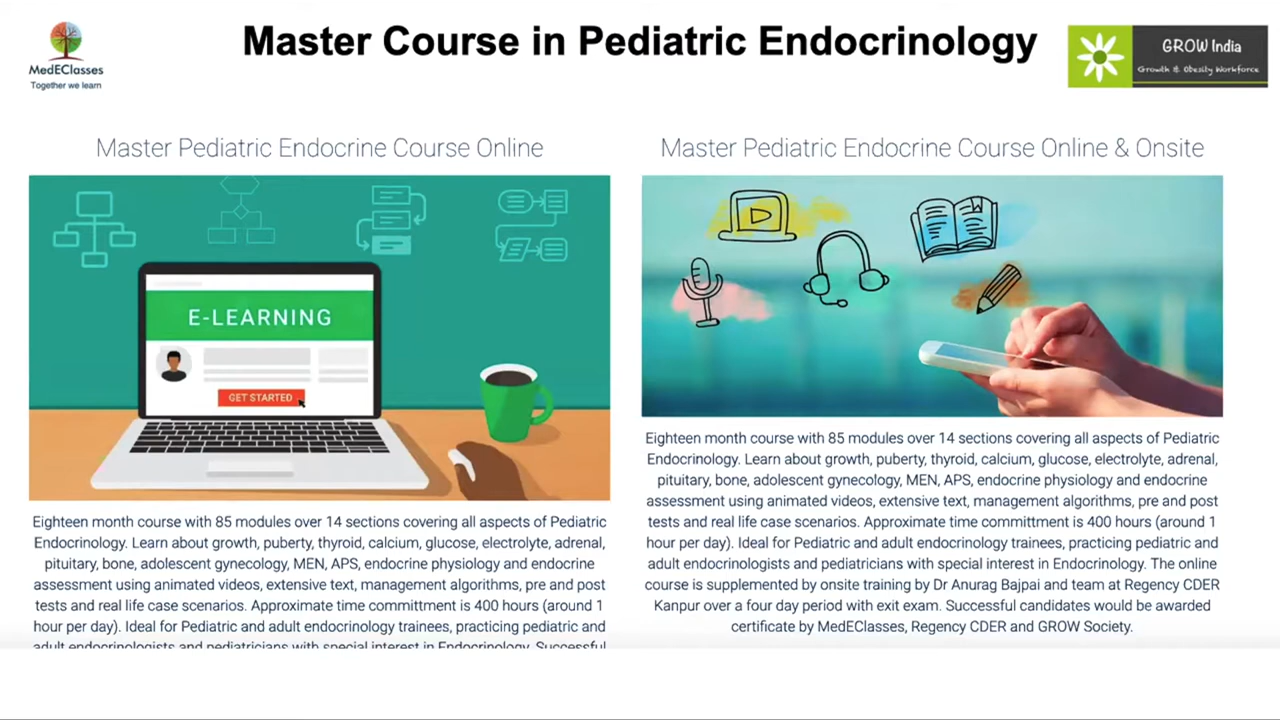 Master Course in Pediatric Endocrinology
MedEClasses
Together we learn
GROW India
Growth & Obesity Workforce
Master Pediatric Endocrine Course Online
E-LEARNING
GET STARTED
Eighteen month course with 85 modules over 14 sections covering all aspects of Pediatric
Endocrinology. Learn about growth, puberty, thyroid, calcium, glucose, electrolyte, adrenal,
pituitary, bone, adolescent gynecology, MEN, APS, endocrine physiology and endocrine
assessment using animated videos, extensive text, management algorithms, pre and post
tests and real life case scenarios. Approximate time committment is 400 hours (around 1
hour per day). Ideal for Pediatric and adult endocrinology trainees, practicing pediatric and
adult endocrinologists and pediatricians with special interest in Endocrinology. Successful
Master Pediatric Endocrine Course Online & Onsite
Eighteen month course with 85 modules over 14 sections covering all aspects of Pediatric
Endocrinology. Learn about growth, puberty, thyroid, calcium, glucose, electrolyte, adrenal,
pituitary, bone, adolescent gynecology, MEN, APS, endocrine physiology and endocrine
assessment using animated videos, extensive text, management algorithms, pre and post
tests and real life case scenarios. Approximate time committment is 400 hours (around 1
hour per day). Ideal for Pediatric and adult endocrinology trainees, practicing pediatric and
adult endocrinologists and pediatricians with special interest in Endocrinology. The online
course is supplemented by onsite training by Dr Anurag Bajpai and team at Regency CDER
Kanpur over a four day period with exit exam. Successful candidates would be awarded
certificate by MedEClasses, Regency CDER and GROW Society.